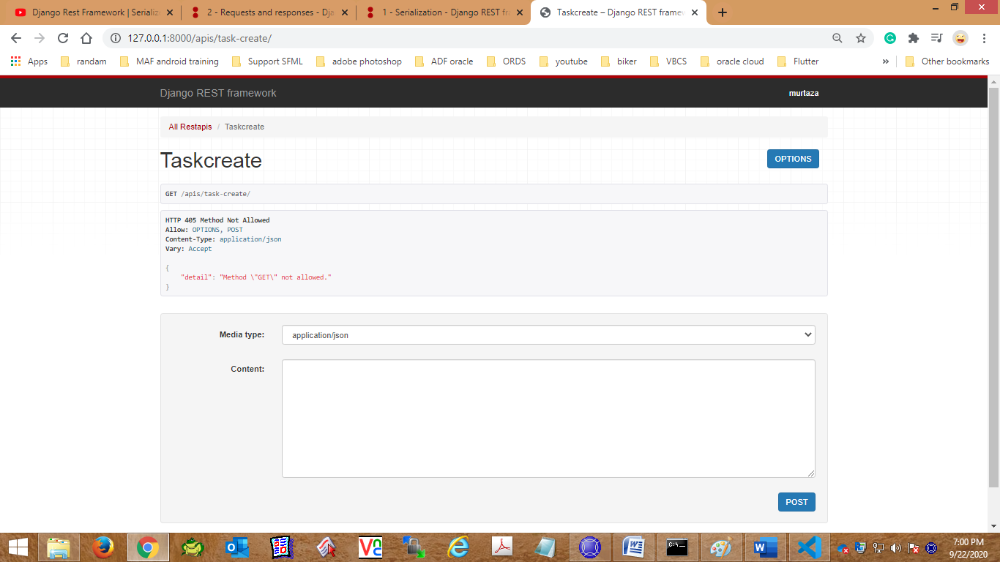 Django Rest Framework | Serializ
2 - Requests and responses - Dja
1 - Serialization - Django REST fr
Taskcreate – Django REST framew
127.0.0.1:8000/apis/task-create/
Apps randam MAF android training Support SFML adobe photoshop ADF oracle ORDS youtube biker VBCS oracle cloud Flutter » Other bookmarks
Django REST framework murtaza
All Restapis / Taskcreate
Taskcreate OPTIONS
GET /apis/task-create/
HTTP 405 Method Not Allowed
Allow: OPTIONS, POST
Content-Type: application/json
Vary: Accept
{
"detail": "Method \"GET\" not allowed."
}
Media type: application/json
Content:
POST
7:00 PM
9/22/2020